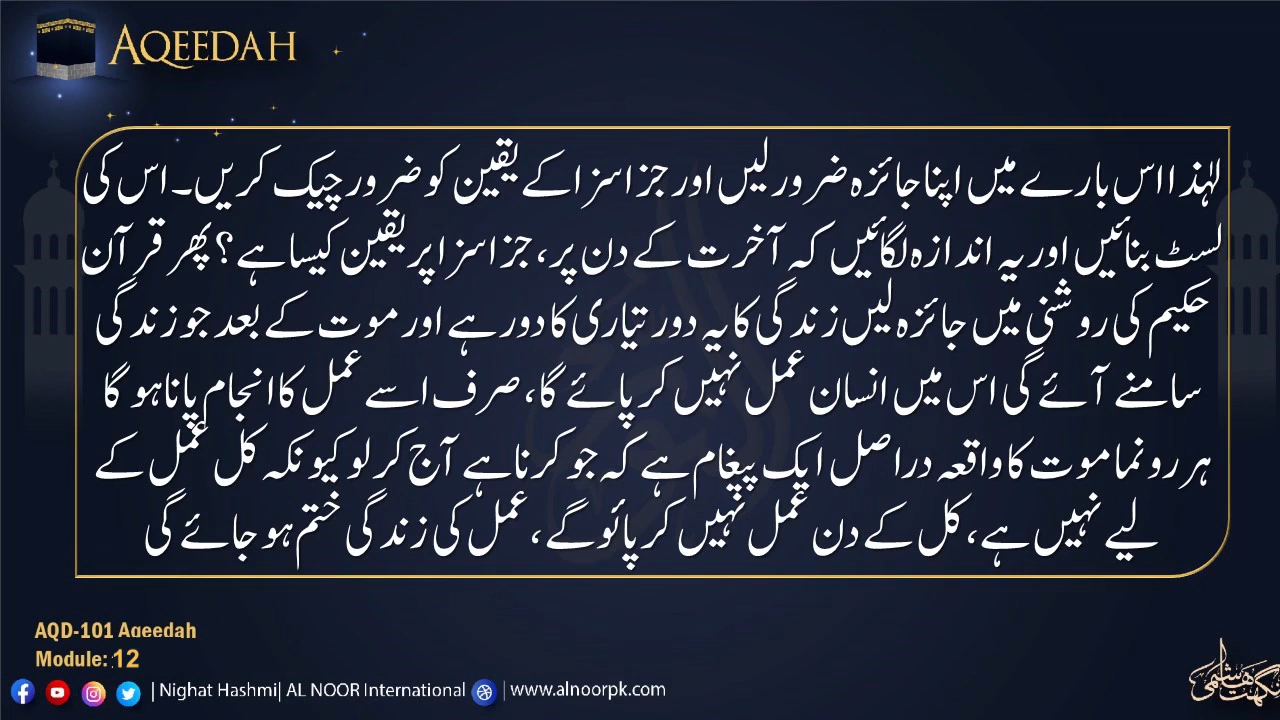 AQEEDAH
لہٰذا اس بارے میں اپنا جائزہ ضرور لیں اور جزا سزا کے یقین کو ضرور چیک کریں۔ اس کی
لسٹ بنائیں اور یہ اندازہ لگائیں کہ آخرت کے دن پر، جزا سزا پر یقین کیسا ہے؟ پھر قرآن
حکیم کی روشنی میں جائزہ لیں زندگی کا یہ دور تیاری کا دور ہے اور موت کے بعد جو زندگی
سامنے آئے گی اس میں انسان عمل نہیں کر پائے گا، صرف اسے عمل کا انجام پانا ہو گا
ہر رونما موت کا واقعہ دراصل ایک پیغام ہے کہ جو کرنا ہے آج کر لو کیونکہ کل عمل کے
لیے نہیں ہے، کل کے دن عمل نہیں کر پائو گے، عمل کی زندگی ختم ہو جائے گی
AQD-101 Aqeedah
Module: 12
| Nighat Hashmi| AL NOOR International | www.alnoorpk.com
نگہت ہاشمی